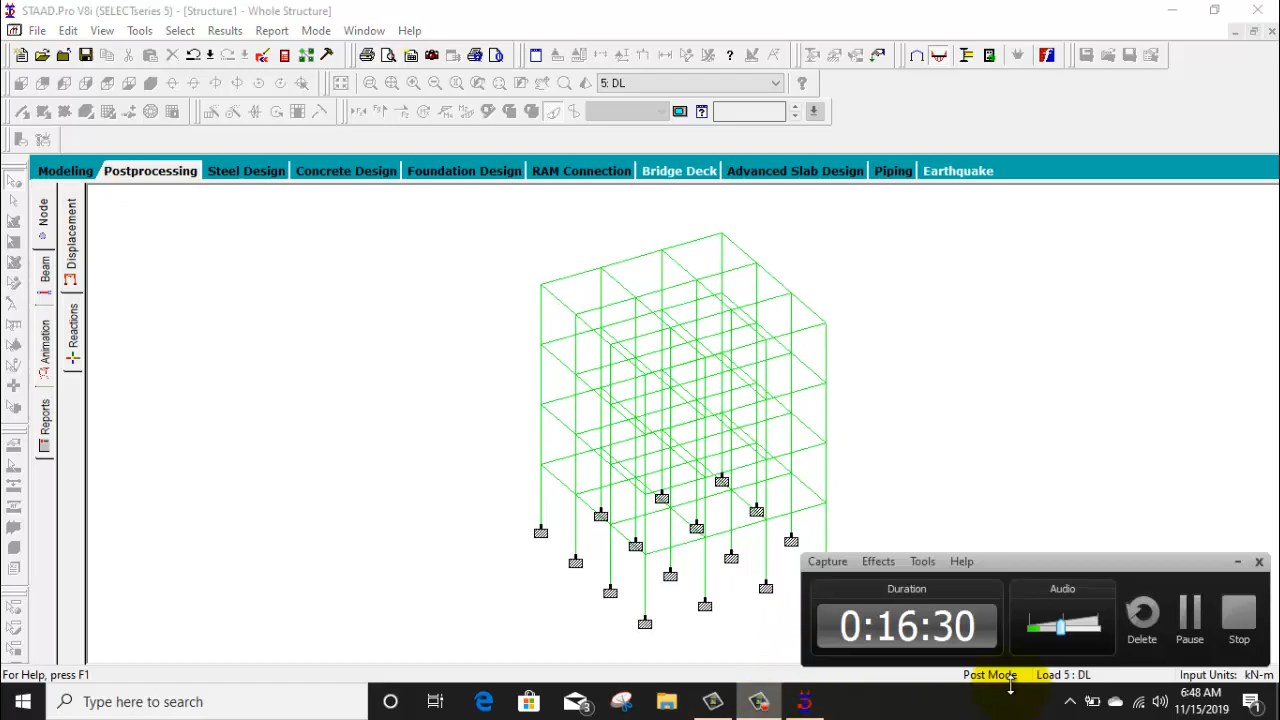 STAAD.Pro V8i (SELECTseries 5) - [Structure1 - Whole Structure]
File Edit View Tools Select Results Report Mode Window Help
5: DL
Modeling Postprocessing Steel Design Concrete Design Foundation Design RAM Connection Bridge Deck Advanced Slab Design Piping Earthquake
Node
Beam
Animation
Reports
Displacement
Reactions
Capture Effects Tools Help
Duration
0:16:30
Audio
Delete Pause Stop
For Help, press F1
Post Mode Load 5 : DL Input Units: kN-m
Type here to search
3
6:48 AM
11/15/2019
1